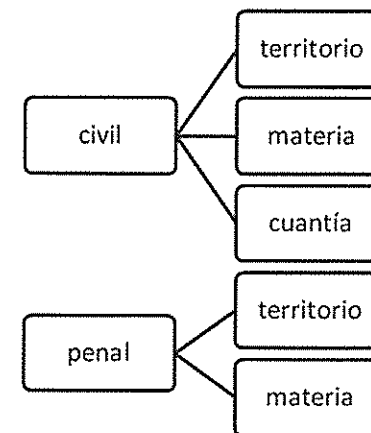 civil
territorio
materia
cuantía
penal
territorio
materia